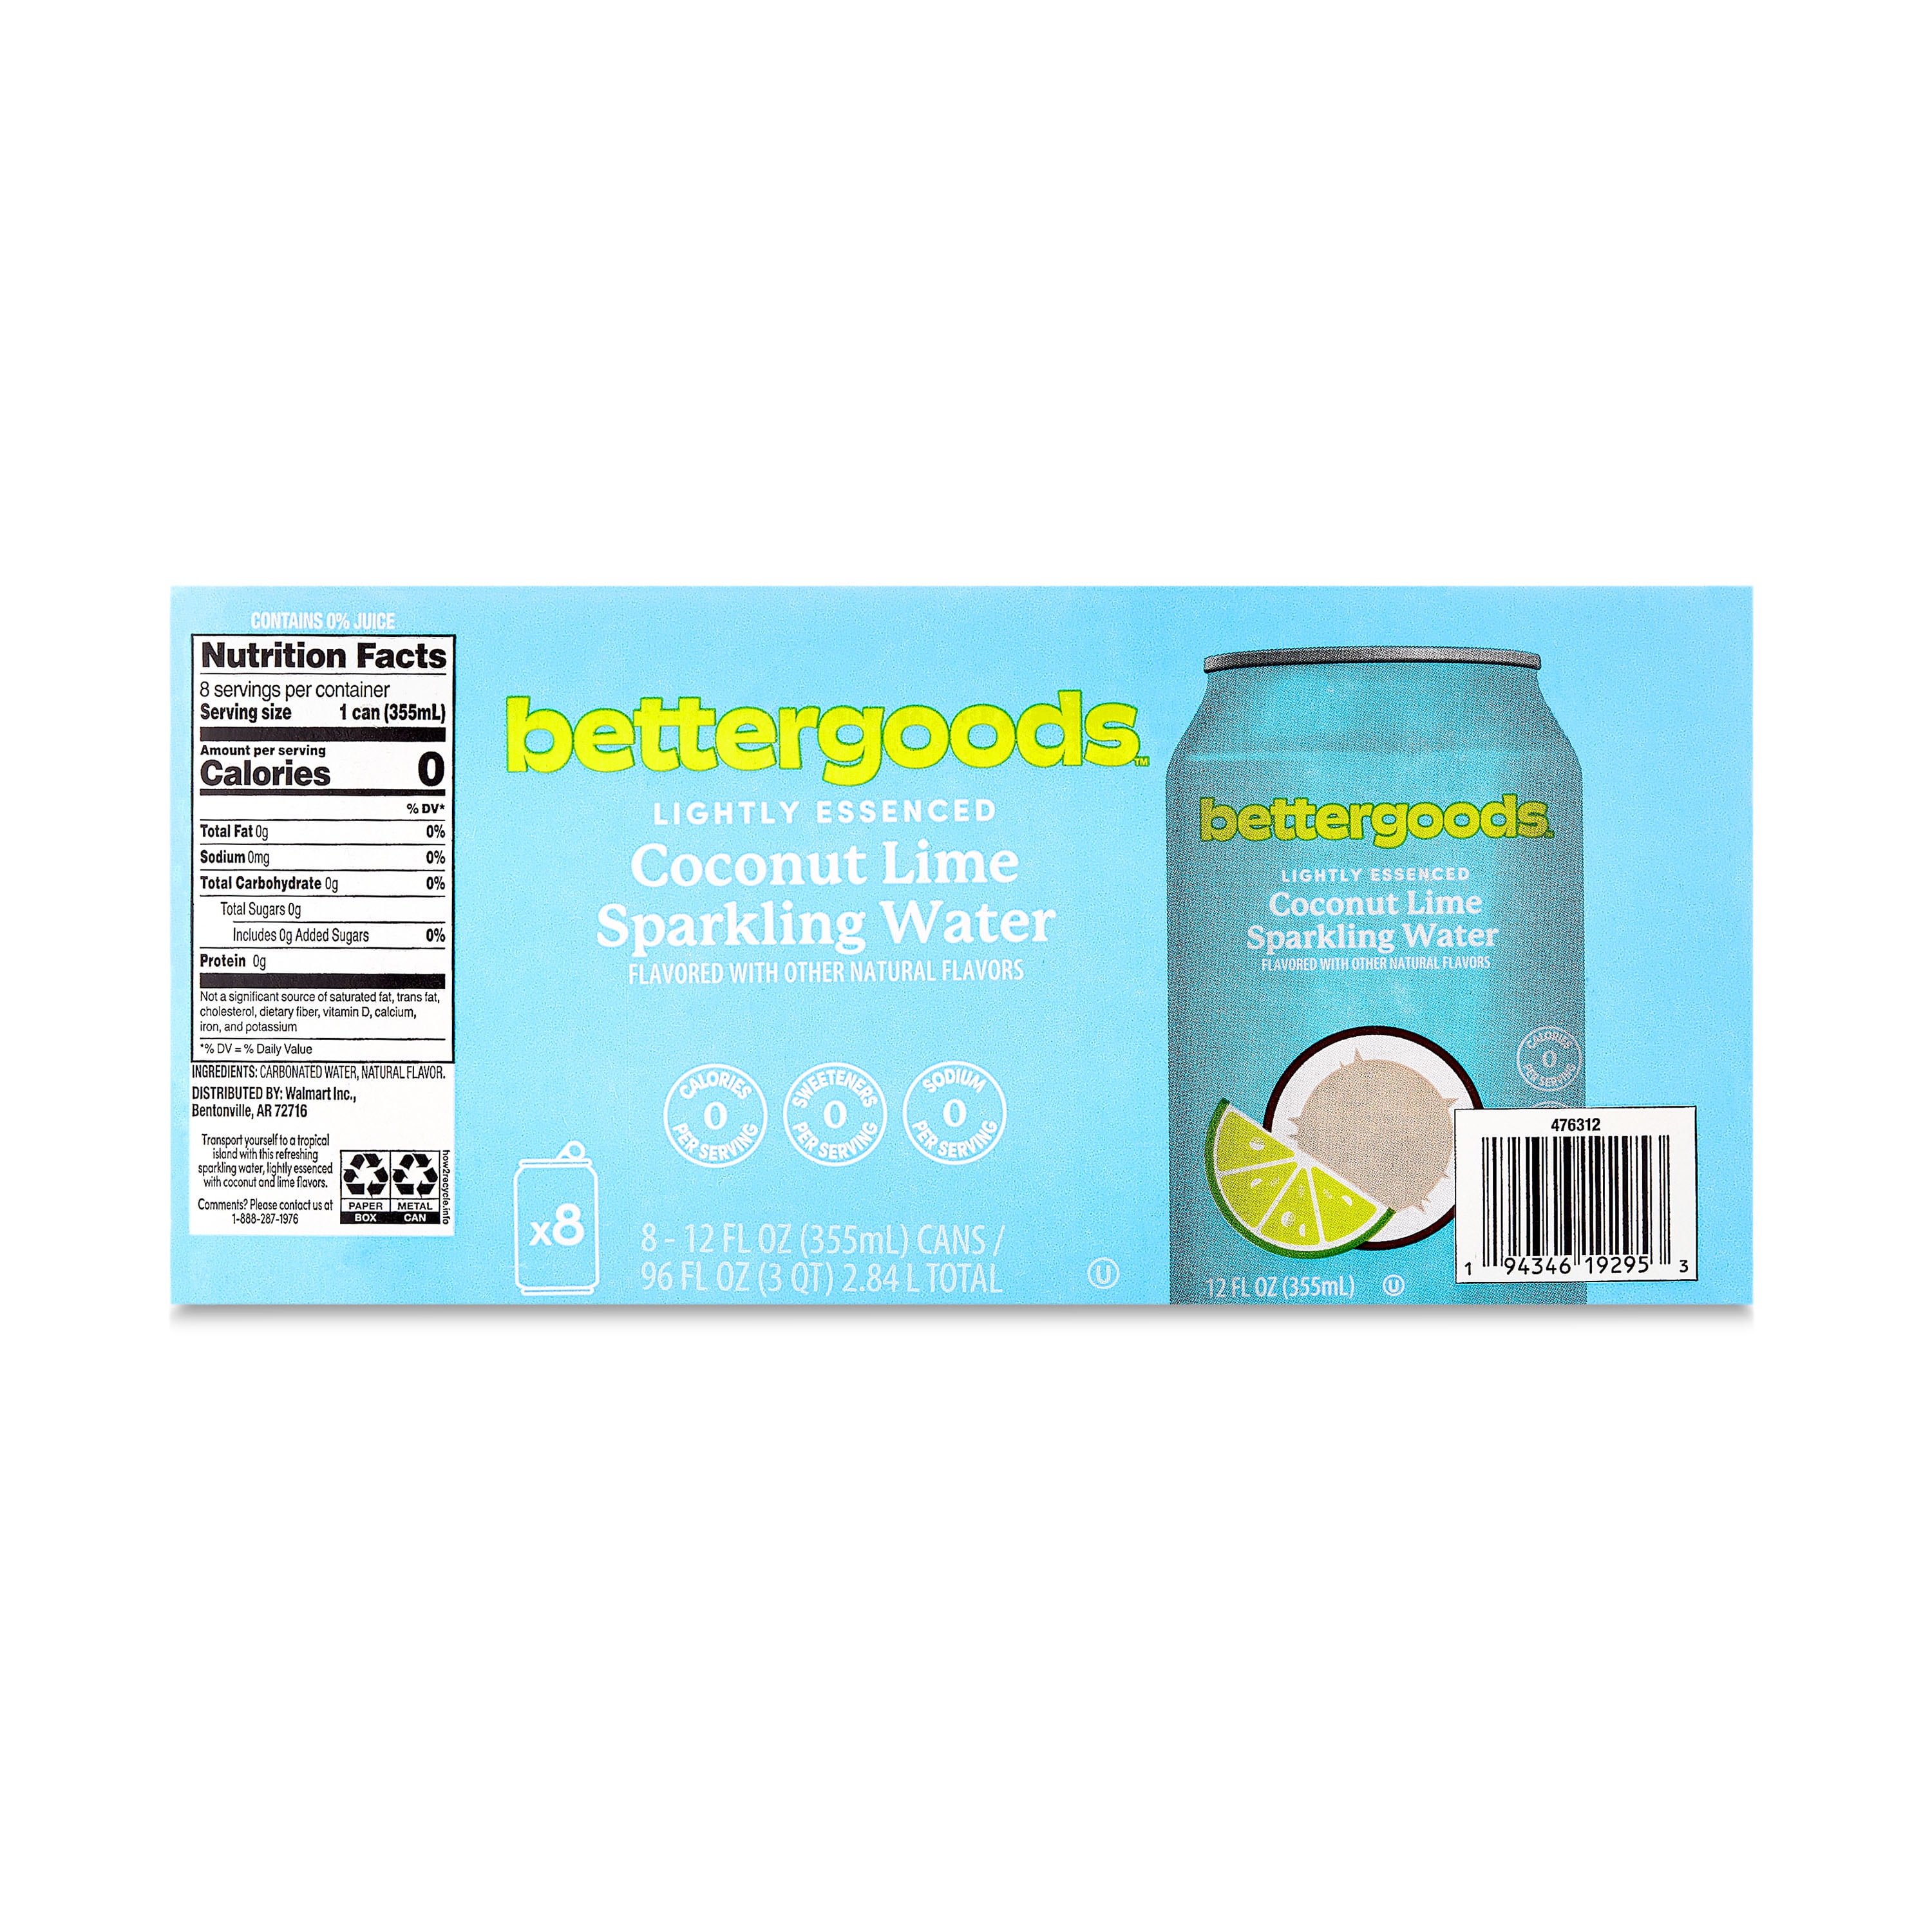 CONTAINS 0% JUICE
Nutrition Facts
8 servings per container
Serving size 1 can (355mL)
Amount per serving
Calories 0
% DV*
Total Fat 0g 0%
Sodium 0mg 0%
Total Carbohydrate 0g 0%
Total Sugars 0g
Includes 0g Added Sugars 0%
Protein 0g
Not a significant source of saturated fat, trans fat,
cholesterol, dietary fiber, vitamin D, calcium,
iron, and potassium
*% DV = % Daily Value
INGREDIENTS: CARBONATED WATER, NATURAL FLAVOR.
DISTRIBUTED BY: Walmart Inc.,
Bentonville, AR 72716
Transport yourself to a tropical
island with this refreshing
sparkling water, lightly essenced
with coconut and lime flavors.
Comments? Please contact us at
1-888-287-1976
PAPER
BOX
METAL
CAN
how2recycle.info
bettergoods™
LIGHTLY ESSENCED
Coconut Lime
Sparkling Water
FLAVORED WITH OTHER NATURAL FLAVORS
CALORIES
0
PER SERVING
SWEETENERS
0
PER SERVING
SODIUM
0
PER SERVING
x8
8 - 12 FL OZ (355mL) CANS /
96 FL OZ (3 QT) 2.84 L TOTAL
U
bettergoods
LIGHTLY ESSENCED
Coconut Lime
Sparkling Water
FLAVORED WITH OTHER NATURAL FLAVORS
CALORIES
0
PER SERVING
12 FL OZ (355mL)
U
476312
1 94346 19295 3